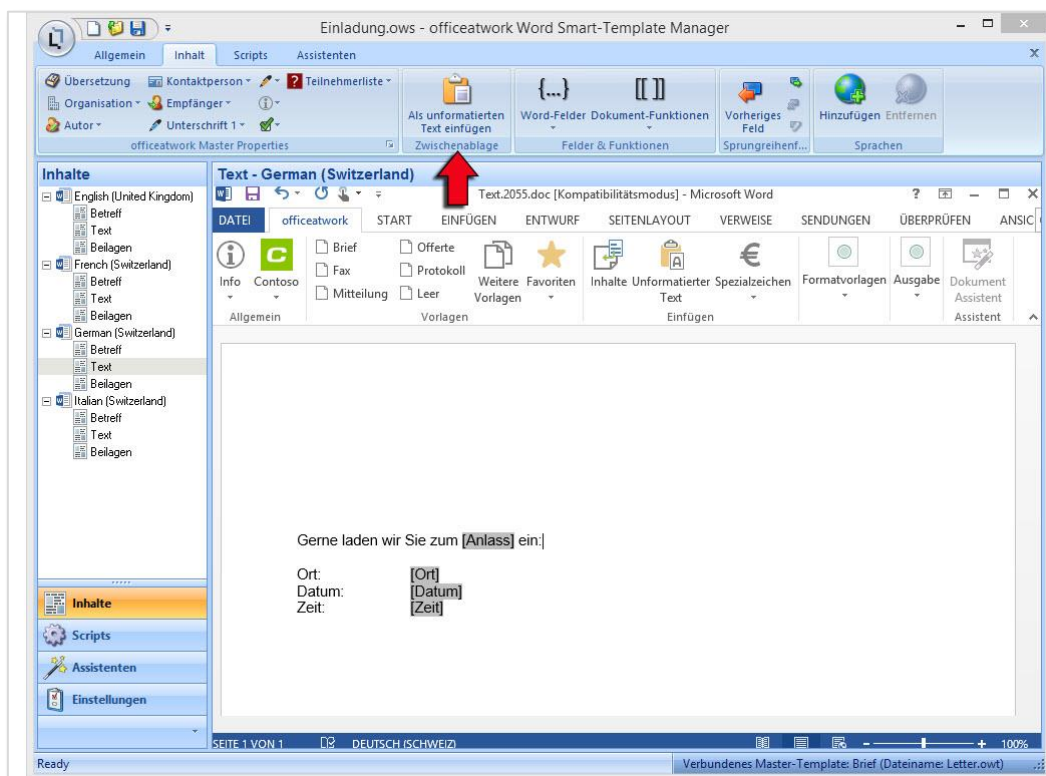 Einladung.ows - officeatwork Word Smart-Template Manager
Allgemein Inhalt Scripts Assistenten
Übersetzung Kontaktperson Teilnehmerliste
Organisation Empfänger
Autor Unterschrift 1
officeatwork Master Properties
Als unformatierten Text einfügen
Zwischenablage
{...} [[ ]]
Word-Felder Dokument-Funktionen
Felder & Funktionen
Vorheriges Feld
Sprungreihenf...
Hinzufügen Entfernen
Sprachen
Inhalte
English (United Kingdom)
Betreff
Text
Beilagen
French (Switzerland)
Betreff
Text
Beilagen
German (Switzerland)
Betreff
Text
Beilagen
Italian (Switzerland)
Betreff
Text
Beilagen
Inhalte
Scripts
Assistenten
Einstellungen
Text - German (Switzerland)
Text.2055.doc [Kompatibilitätsmodus] - Microsoft Word
DATEI officeatwork START EINFÜGEN ENTWURF SEITENLAYOUT VERWEISE SENDUNGEN ÜBERPRÜFEN ANSIC
Info Contoso
Allgemein
Brief Offerte
Fax Protokoll
Mitteilung Leer
Weitere Vorlagen Favoriten
Vorlagen
Inhalte Unformatierter Text Spezialzeichen
Einfügen
Formatvorlagen Ausgabe
Dokument Assistent
Assistent
Gerne laden wir Sie zum [Anlass] ein:
Ort: [Ort]
Datum: [Datum]
Zeit: [Zeit]
SEITE 1 VON 1 DEUTSCH (SCHWEIZ) 100%
Ready Verbundenes Master-Template: Brief (Dateiname: Letter.owt)